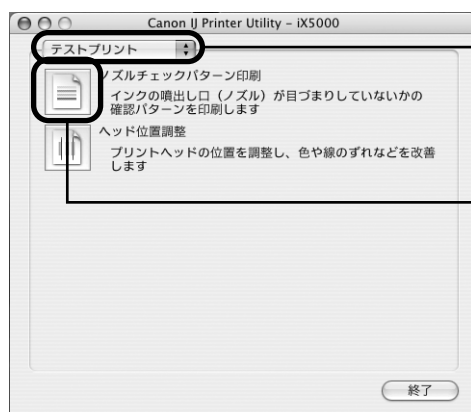 Canon IJ Printer Utility – iX5000
テストプリント
ノズルチェックパターン印刷
インクの噴出し口（ノズル）が目づまりしていないかの
確認パターンを印刷します
ヘッド位置調整
プリントヘッドの位置を調整し、色や線のずれなどを改善
します
終了